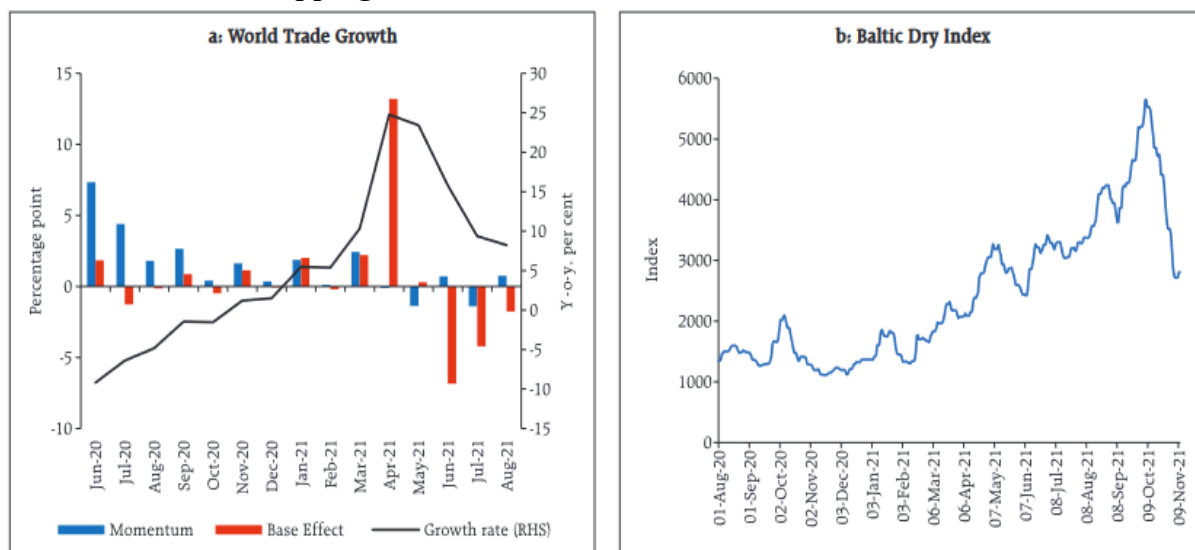 a: World Trade Growth
15
10
5
0
-5
-10
Percentage point
30
25
20
15
10
5
0
-5
-10
-15
Y-o-y, per cent
Jun-20
Jul-20
Aug-20
Sep-20
Oct-20
Nov-20
Dec-20
Jan-21
Feb-21
Mar-21
Apr-21
May-21
Jun-21
Jul-21
Aug-21
Momentum Base Effect Growth rate (RHS)
b: Baltic Dry Index
6000
5000
4000
3000
2000
1000
0
Index
01-Aug-20
01-Sep-20
02-Oct-20
02-Nov-20
03-Dec-20
03-Jan-21
03-Feb-21
06-Mar-21
06-Apr-21
07-May-21
07-Jun-21
08-Jul-21
08-Aug-21
08-Sep-21
09-Oct-21
09-Nov-21